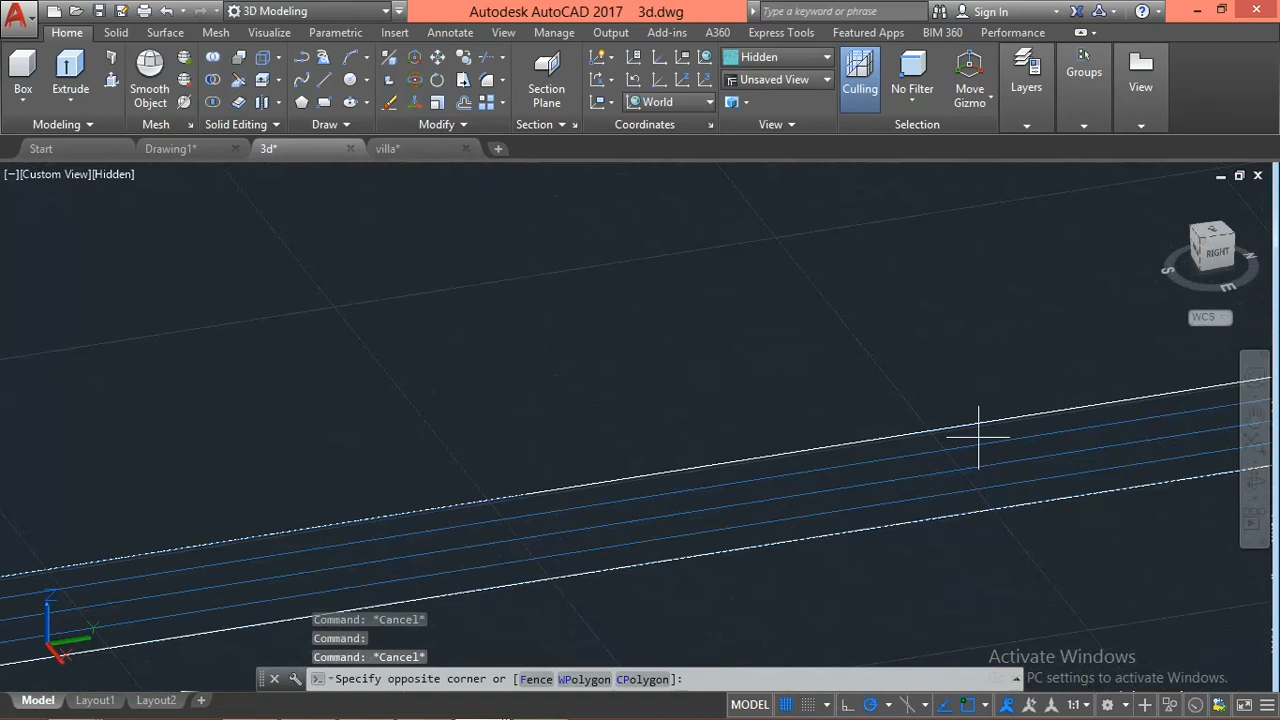 3D Modeling
Autodesk AutoCAD 2017 3d.dwg
Type a keyword or phrase
Sign In
Home Solid Surface Mesh Visualize Parametric Insert Annotate View Manage Output Add-ins A360 Express Tools Featured Apps BIM 360 Performance
Box
Extrude
Smooth
Object
Section
Plane
Hidden
Unsaved View
World
Culling
No Filter
Move
Gizmo
Layers
Groups
View
Modeling
Mesh
Solid Editing
Draw
Modify
Section
Coordinates
View
Selection
Start
Drawing1*
3d*
villa*
[−][Custom View][Hidden]
RIGHT
S
N
E
WCS
Z
Y
X
Command: *Cancel*
Command:
Command: *Cancel*
Specify opposite corner or [Fence WPolygon CPolygon]:
Activate Windows
PC settings to activate Windows.
Model Layout1 Layout2 +
MODEL
1:1